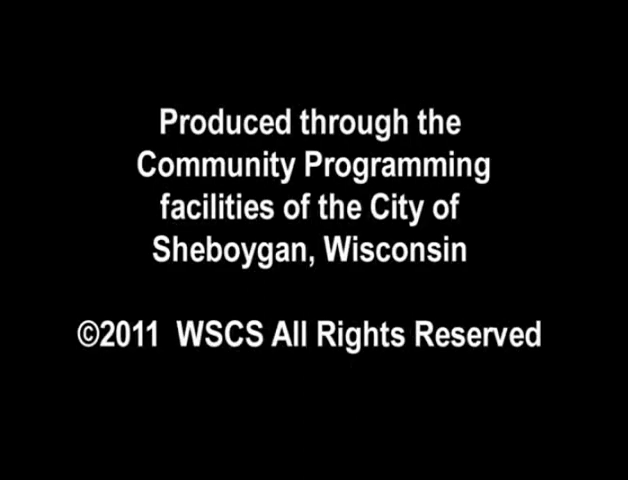 Produced through the
Community Programming
facilities of the City of
Sheboygan, Wisconsin
©2011 WSCS All Rights Reserved